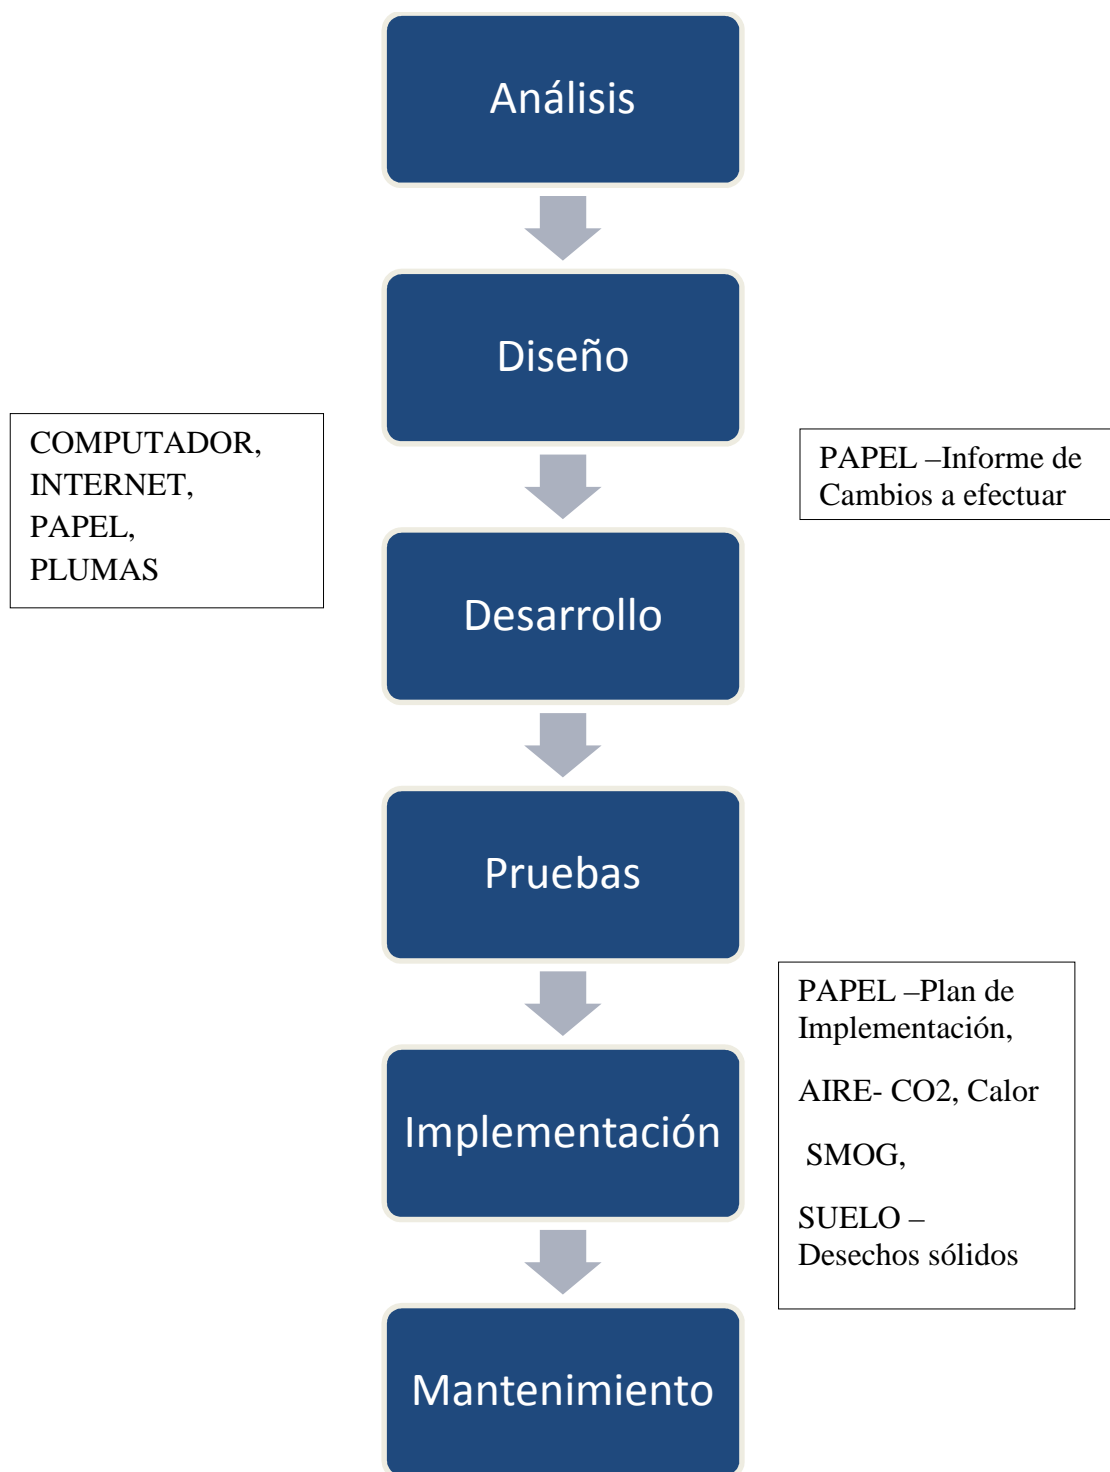 Análisis
Diseño
COMPUTADOR,
INTERNET,
PAPEL,
PLUMAS
PAPEL –Informe de
Cambios a efectuar
Desarrollo
Pruebas
PAPEL –Plan de
Implementación,
AIRE- CO2, Calor
SMOG,
SUELO –
Desechos sólidos
Implementación
Mantenimiento